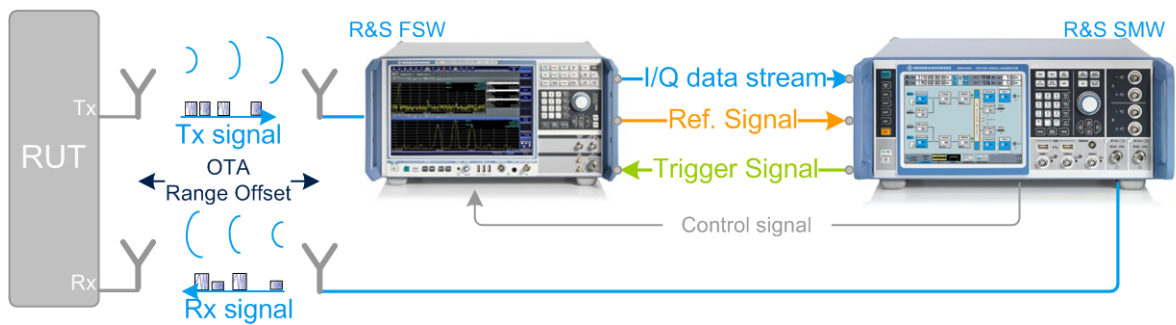 R&S FSW
R&S SMW
Tx
Tx signal
RUT
OTA
Range Offset
I/Q data stream
Ref. Signal
Trigger Signal
Control signal
Rx
Rx signal